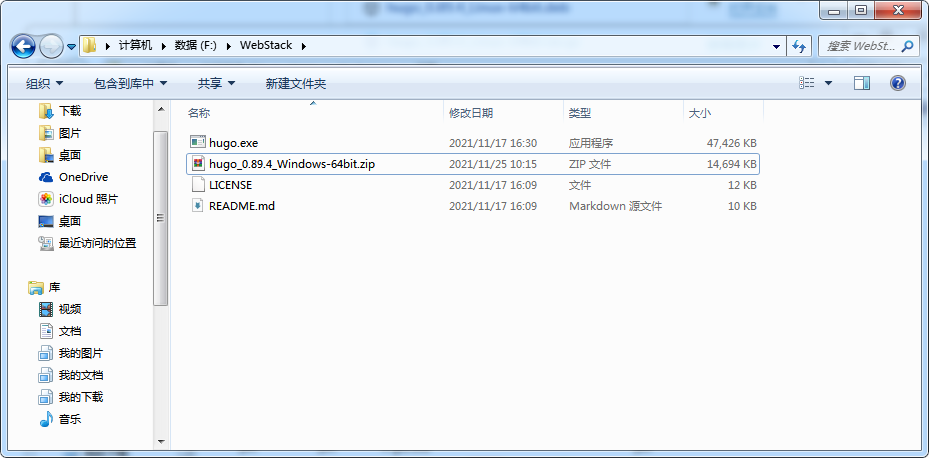 hugo_0.89.4_Linux-64bit.deb
计算机 数据 (F:) WebStack
搜索 WebSt...
组织 包含到库中 共享 新建文件夹
名称 修改日期 类型 大小
hugo.exe 2021/11/17 16:30 应用程序 47,426 KB
hugo_0.89.4_Windows-64bit.zip 2021/11/25 10:15 ZIP 文件 14,694 KB
LICENSE 2021/11/17 16:09 文件 12 KB
README.md 2021/11/17 16:09 Markdown 源文件 10 KB
下载
图片
桌面
OneDrive
iCloud 照片
桌面
最近访问的位置
库
视频
文档
我的图片
我的文档
我的下载
音乐